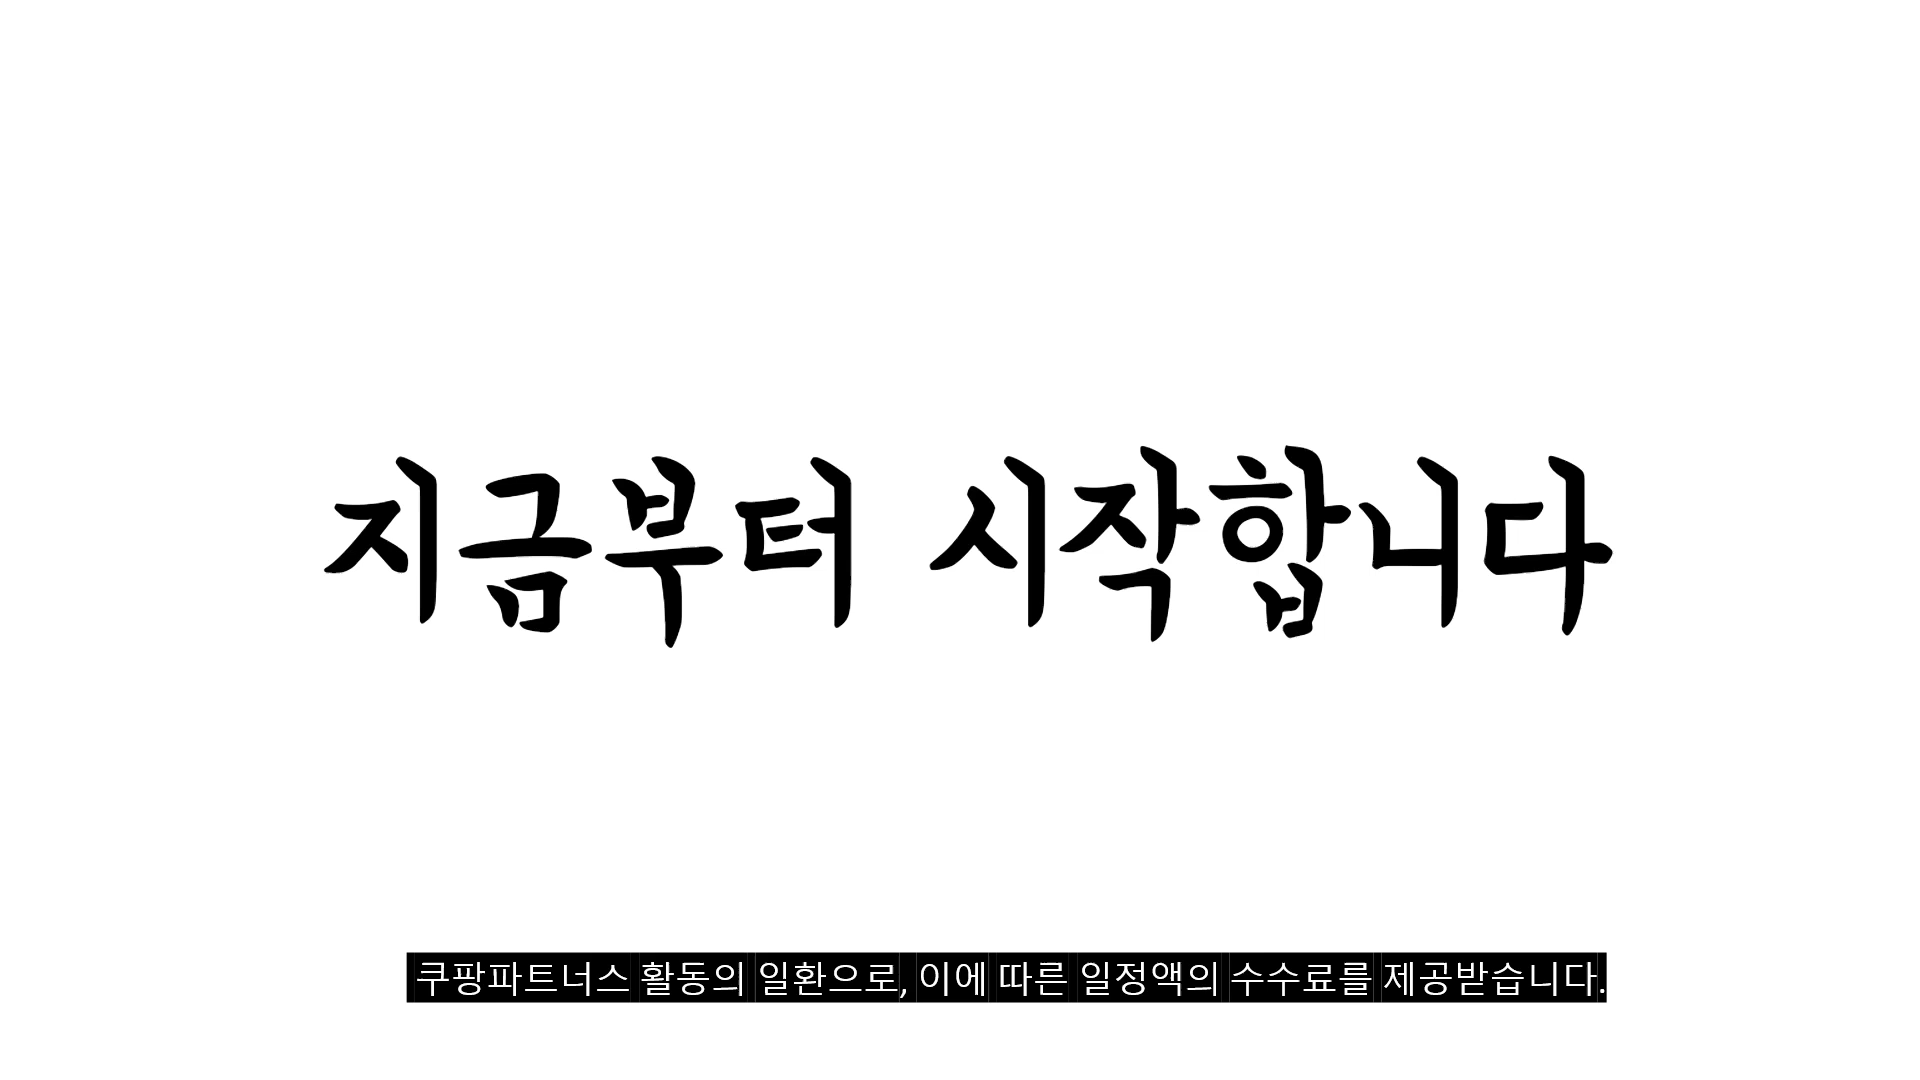 지금부터 시작합니다
쿠팡파트너스 활동의 일환으로, 이에 따른 일정액의 수수료를 제공받습니다.